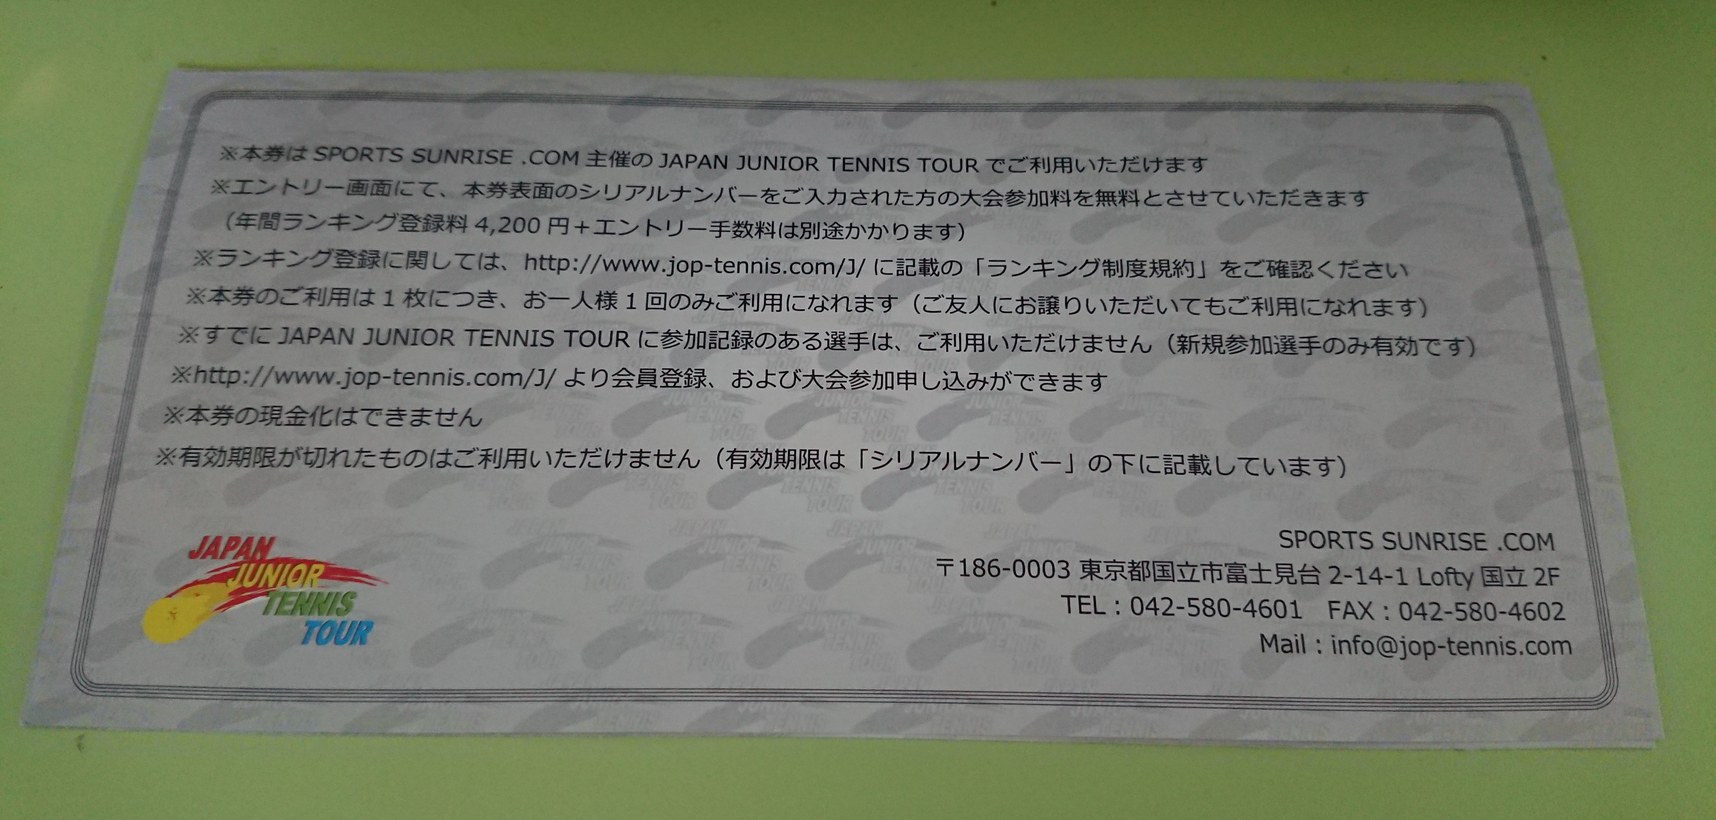 ※本券は SPORTS SUNRISE .COM 主催の JAPAN JUNIOR TENNIS TOUR でご利用いただけます
※エントリー画面にて、本券表面のシリアルナンバーをご入力された方の大会参加料を無料とさせていただきます
（年間ランキング登録料 4,200 円＋エントリー手数料は別途かかります）
※ランキング登録に関しては、http://www.jop-tennis.com/J/ に記載の「ランキング制度規約」をご確認ください
※本券のご利用は 1 枚につき、お一人様 1 回のみご利用になれます（ご友人にお譲りいただいてもご利用になれます）
※すでに JAPAN JUNIOR TENNIS TOUR に参加記録のある選手は、ご利用いただけません（新規参加選手のみ有効です）
※http://www.jop-tennis.com/J/ より会員登録、および大会参加申し込みができます
※本券の現金化はできません
※有効期限が切れたものはご利用いただけません（有効期限は「シリアルナンバー」の下に記載しています）
JAPAN
JUNIOR
TENNIS
TOUR
SPORTS SUNRISE .COM
〒186-0003 東京都国立市富士見台 2-14-1 Lofty 国立 2F
TEL：042-580-4601 FAX：042-580-4602
Mail：info@jop-tennis.com